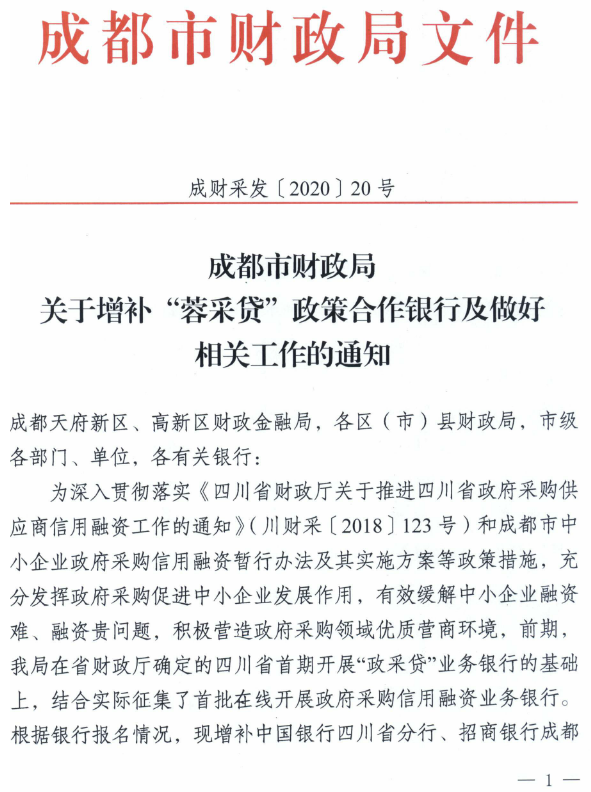 成都市财政局文件
成财采发〔2020〕20号
成都市财政局
关于增补“蓉采贷”政策合作银行及做好
相关工作的通知
成都天府新区、高新区财政金融局，各区（市）县财政局，市级
各部门、单位，各有关银行：
为深入贯彻落实《四川省财政厅关于推进四川省政府采购供
应商信用融资工作的通知》（川财采〔2018〕123号）和成都市中
小企业政府采购信用融资暂行办法及其实施方案等政策措施，充
分发挥政府采购促进中小企业发展作用，有效缓解中小企业融资
难、融资贵问题，积极营造政府采购领域优质营商环境，前期，
我局在省财政厅确定的四川省首期开展“政采贷”业务银行的基础
上，结合实际征集了首批在线开展政府采购信用融资业务银行。
根据银行报名情况，现增补中国银行四川省分行、招商银行成都
— 1 —